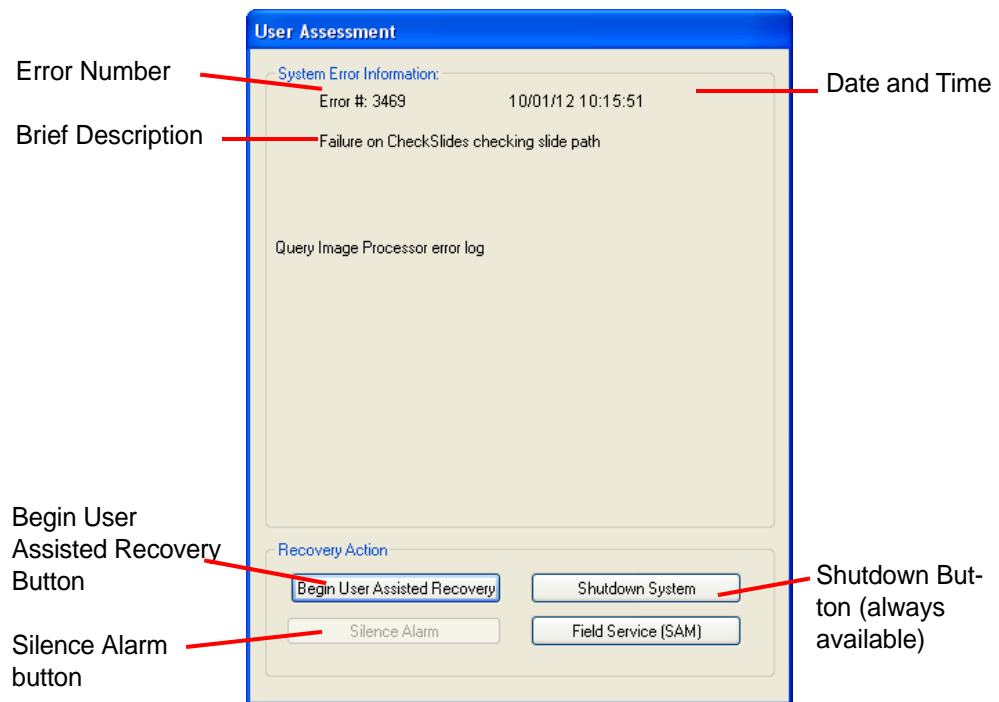 User Assessment
System Error Information:
Error Number
Error #: 3469
10/01/12 10:15:51
Date and Time
Brief Description
Failure on CheckSlides checking slide path
Query Image Processor error log
Begin User
Assisted Recovery
Button
Recovery Action
Begin User Assisted Recovery
Shutdown System
Shutdown But-
ton (always
available)
Silence Alarm
button
Silence Alarm
Field Service (SAM)